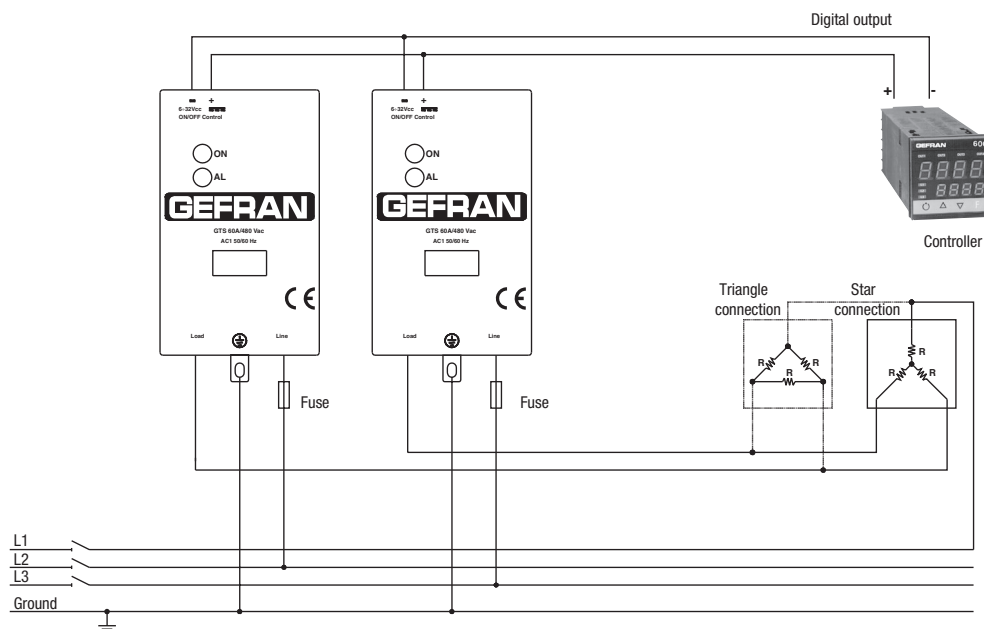 Digital output
- +
6÷32Vcc
ON/OFF Control
ON
AL
GEFRAN
GTS 60A/480 Vac
AC1 50/60 Hz
CE
Load
Line
Fuse
- +
6÷32Vcc
ON/OFF Control
ON
AL
GEFRAN
GTS 60A/480 Vac
AC1 50/60 Hz
CE
Load
Line
Fuse
+ -
GEFRAN
8888
8888
Controller
Triangle
connection
R
R
R
Star
connection
R
R
R
L1
L2
L3
Ground